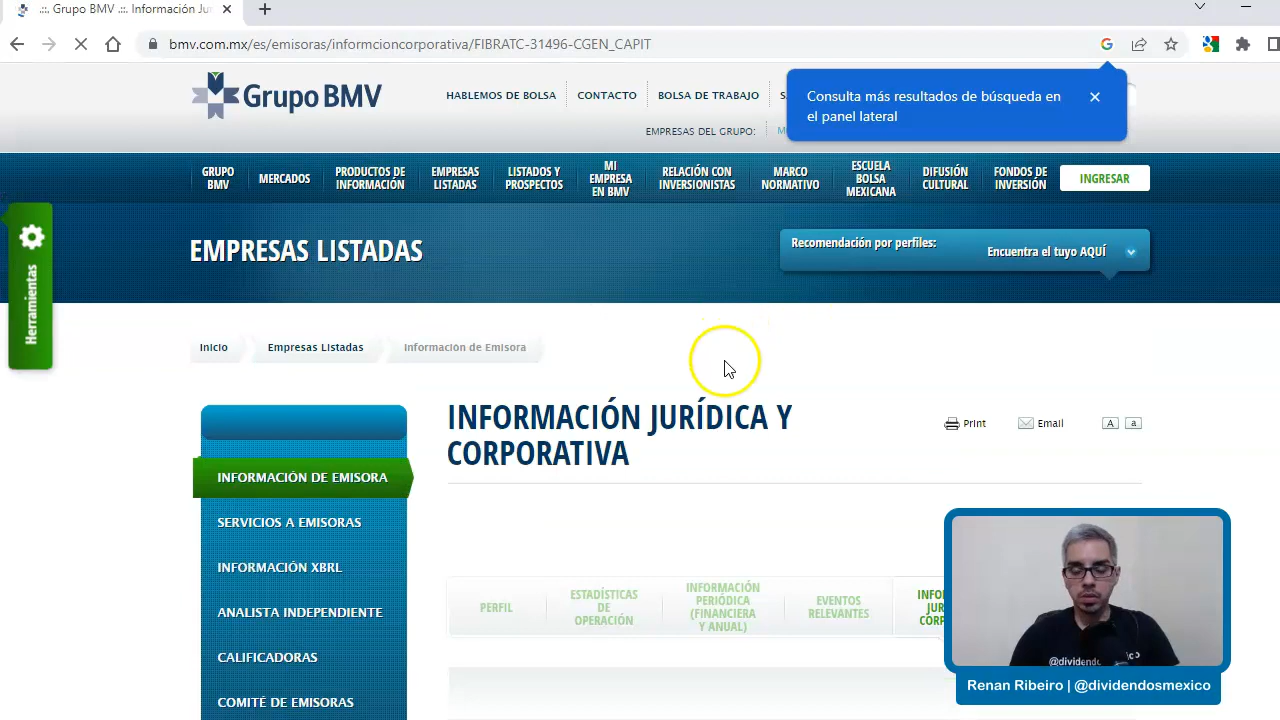 .::. Grupo BMV .::. Información Ju
bmv.com.mx/es/emisoras/informcioncorporativa/FIBRATC-31496-CGEN_CAPIT
Consulta más resultados de búsqueda en
el panel lateral
Grupo BMV
HABLEMOS DE BOLSA
CONTACTO
BOLSA DE TRABAJO
EMPRESAS DEL GRUPO:
GRUPO
BMV
MERCADOS
PRODUCTOS DE
INFORMACIÓN
EMPRESAS
LISTADAS
LISTADOS Y
PROSPECTOS
MI
EMPRESA
EN BMV
RELACIÓN CON
INVERSIONISTAS
MARCO
NORMATIVO
ESCUELA
BOLSA
MEXICANA
DIFUSIÓN
CULTURAL
FONDOS DE
INVERSIÓN
INGRESAR
Herramientas
EMPRESAS LISTADAS
Recomendación por perfiles:
Encuentra el tuyo AQUÍ
Inicio
Empresas Listadas
Información de Emisora
INFORMACIÓN JURÍDICA Y
CORPORATIVA
Print
Email
A
a
INFORMACIÓN DE EMISORA
SERVICIOS A EMISORAS
INFORMACIÓN XBRL
ANALISTA INDEPENDIENTE
CALIFICADORAS
COMITÉ DE EMISORAS
PERFIL
ESTADÍSTICAS
DE
OPERACIÓN
INFORMACIÓN
PERIÓDICA
(FINANCIERA
Y ANUAL)
EVENTOS
RELEVANTES
Renan Ribeiro | @dividendosmexico